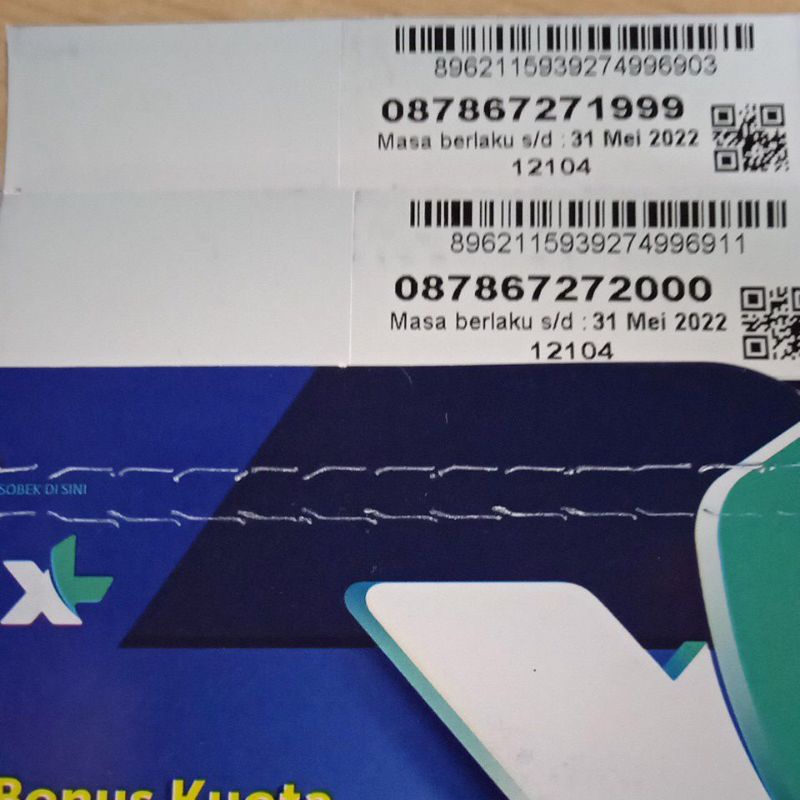 8962115939274996903
087867271999
Masa berlaku s/d : 31 Mei 2022
12104
8962115939274996911
087867272000
Masa berlaku s/d : 31 Mei 2022
12104
SOBEK DI SINI
XL
Bonus Kuota